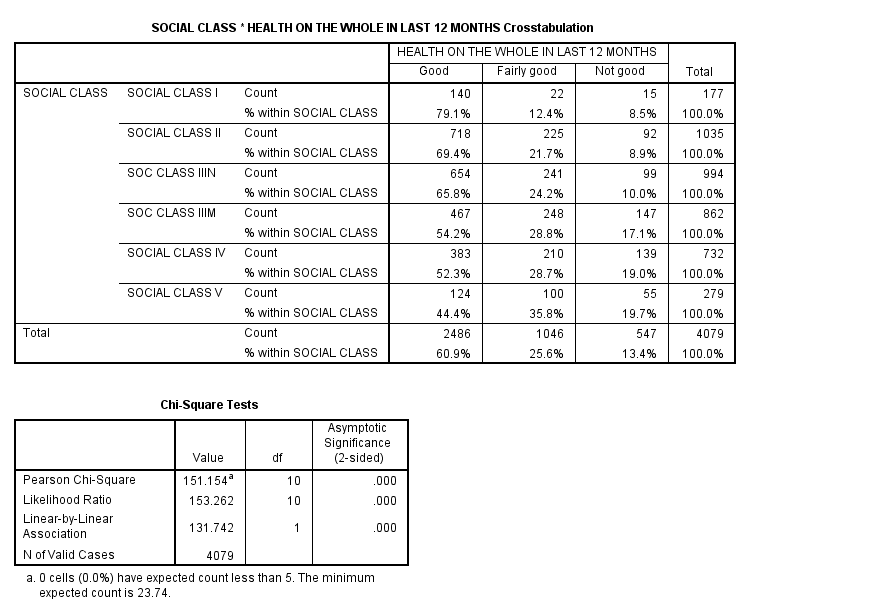 SOCIAL CLASS * HEALTH ON THE WHOLE IN LAST 12 MONTHS Crosstabulation
HEALTH ON THE WHOLE IN LAST 12 MONTHS
Good Fairly good Not good Total
SOCIAL CLASS SOCIAL CLASS I Count 140 22 15 177
% within SOCIAL CLASS 79.1% 12.4% 8.5% 100.0%
SOCIAL CLASS II Count 718 225 92 1035
% within SOCIAL CLASS 69.4% 21.7% 8.9% 100.0%
SOC CLASS IIIN Count 654 241 99 994
% within SOCIAL CLASS 65.8% 24.2% 10.0% 100.0%
SOC CLASS IIIM Count 467 248 147 862
% within SOCIAL CLASS 54.2% 28.8% 17.1% 100.0%
SOCIAL CLASS IV Count 383 210 139 732
% within SOCIAL CLASS 52.3% 28.7% 19.0% 100.0%
SOCIAL CLASS V Count 124 100 55 279
% within SOCIAL CLASS 44.4% 35.8% 19.7% 100.0%
Total Count 2486 1046 547 4079
% within SOCIAL CLASS 60.9% 25.6% 13.4% 100.0%
Chi-Square Tests
Value df Asymptotic
Significance
(2-sided)
Pearson Chi-Square 151.154a 10 .000
Likelihood Ratio 153.262 10 .000
Linear-by-Linear
Association 131.742 1 .000
N of Valid Cases 4079
a. 0 cells (0.0%) have expected count less than 5. The minimum
expected count is 23.74.